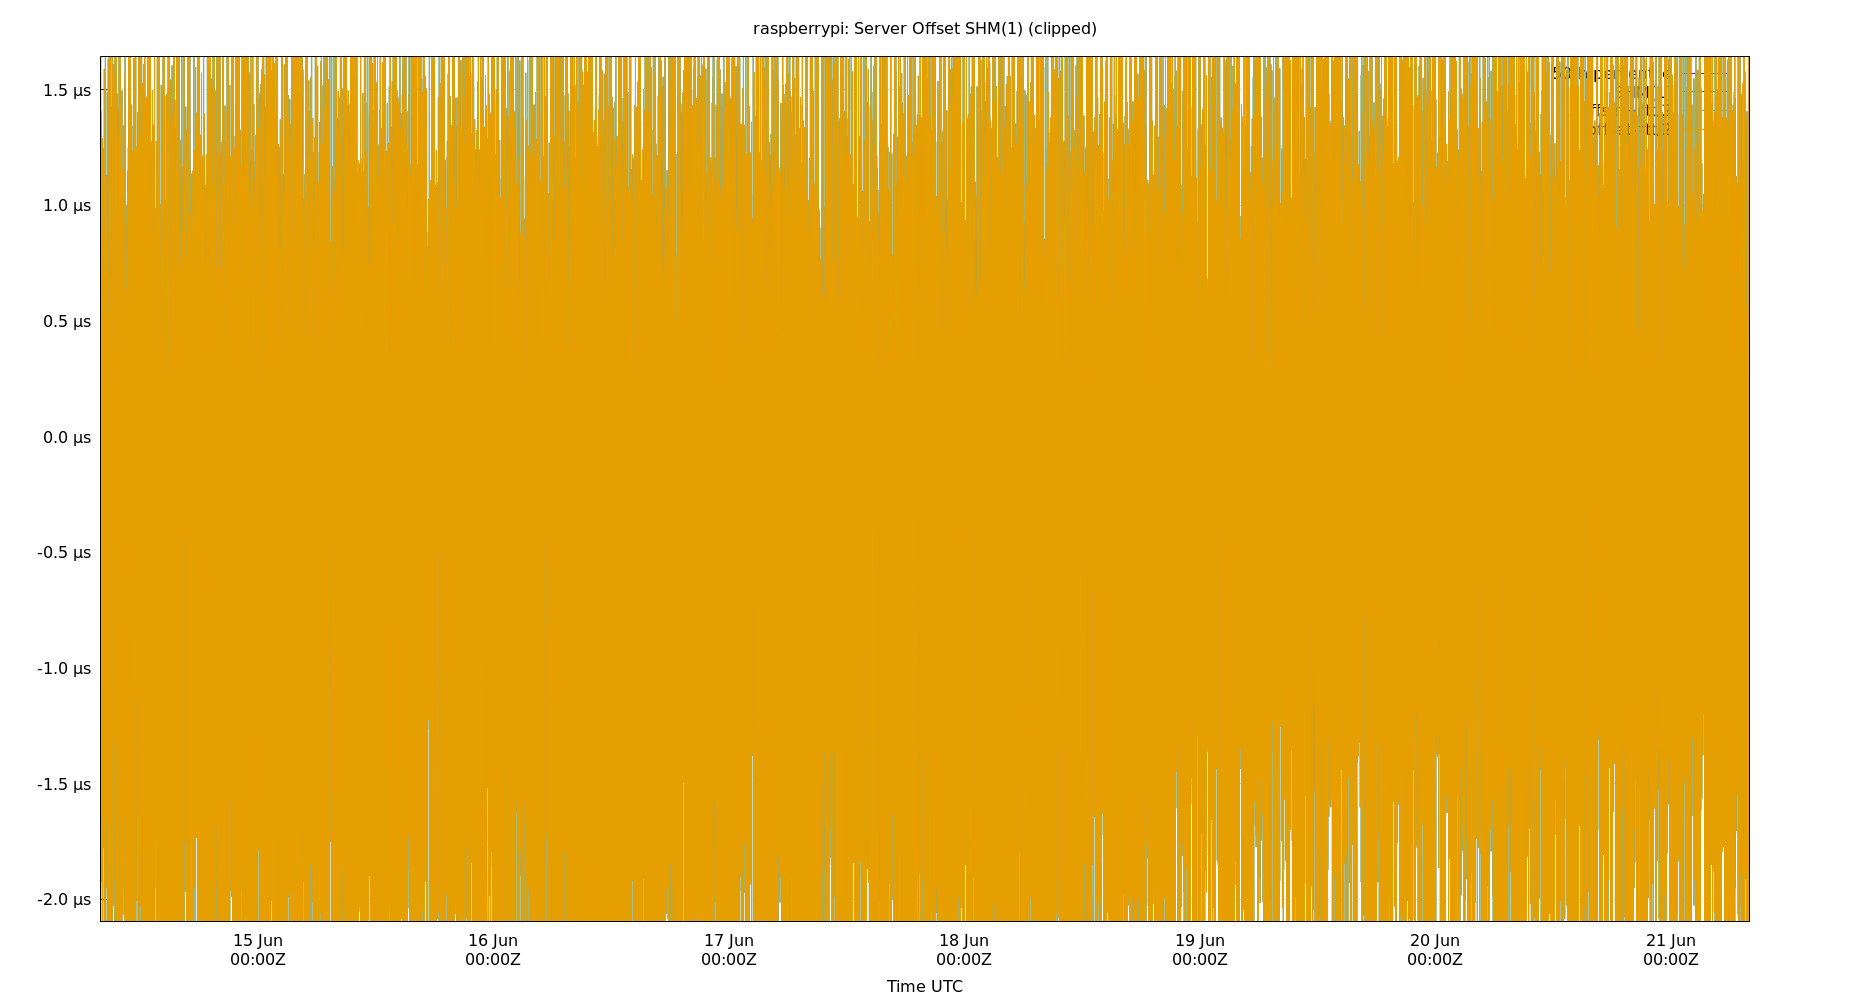 raspberrypi: Server Offset SHM(1) (clipped)
1.5 µs
1.0 µs
0.5 µs
0.0 µs
-0.5 µs
-1.0 µs
-1.5 µs
-2.0 µs
15 Jun 16 Jun 17 Jun 18 Jun 19 Jun 20 Jun 21 Jun
00:00Z 00:00Z 00:00Z 00:00Z 00:00Z 00:00Z 00:00Z
Time UTC